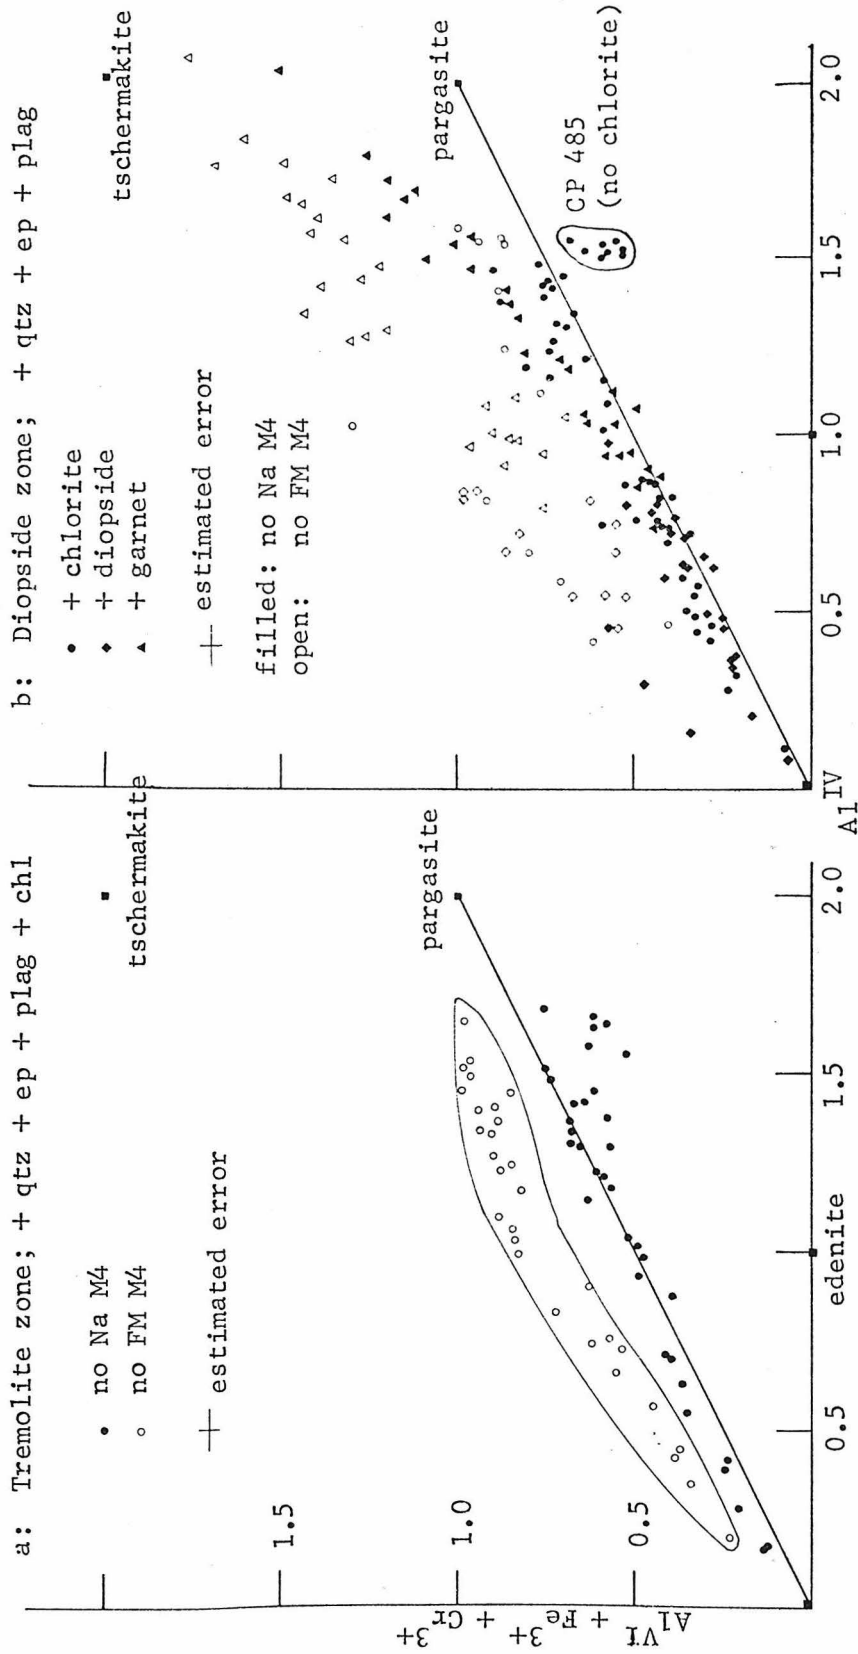 a: Tremolite zone; + qtz + ep + plag + chl
• no Na M4
○ no FM M4
estimated error
tschermakite
pargasite
1.5
1.0
0.5
Al VI + Fe 3+ + Cr 3+
0.5
edenite
1.5
2.0
b: Diopside zone; + qtz + ep + plag
• + chlorite
♦ + diopside
▲ + garnet
estimated error
filled: no Na M4
open: no FM M4
tschermakite
pargasite
CP 485
(no chlorite)
Al IV
0.5
1.0
1.5
2.0